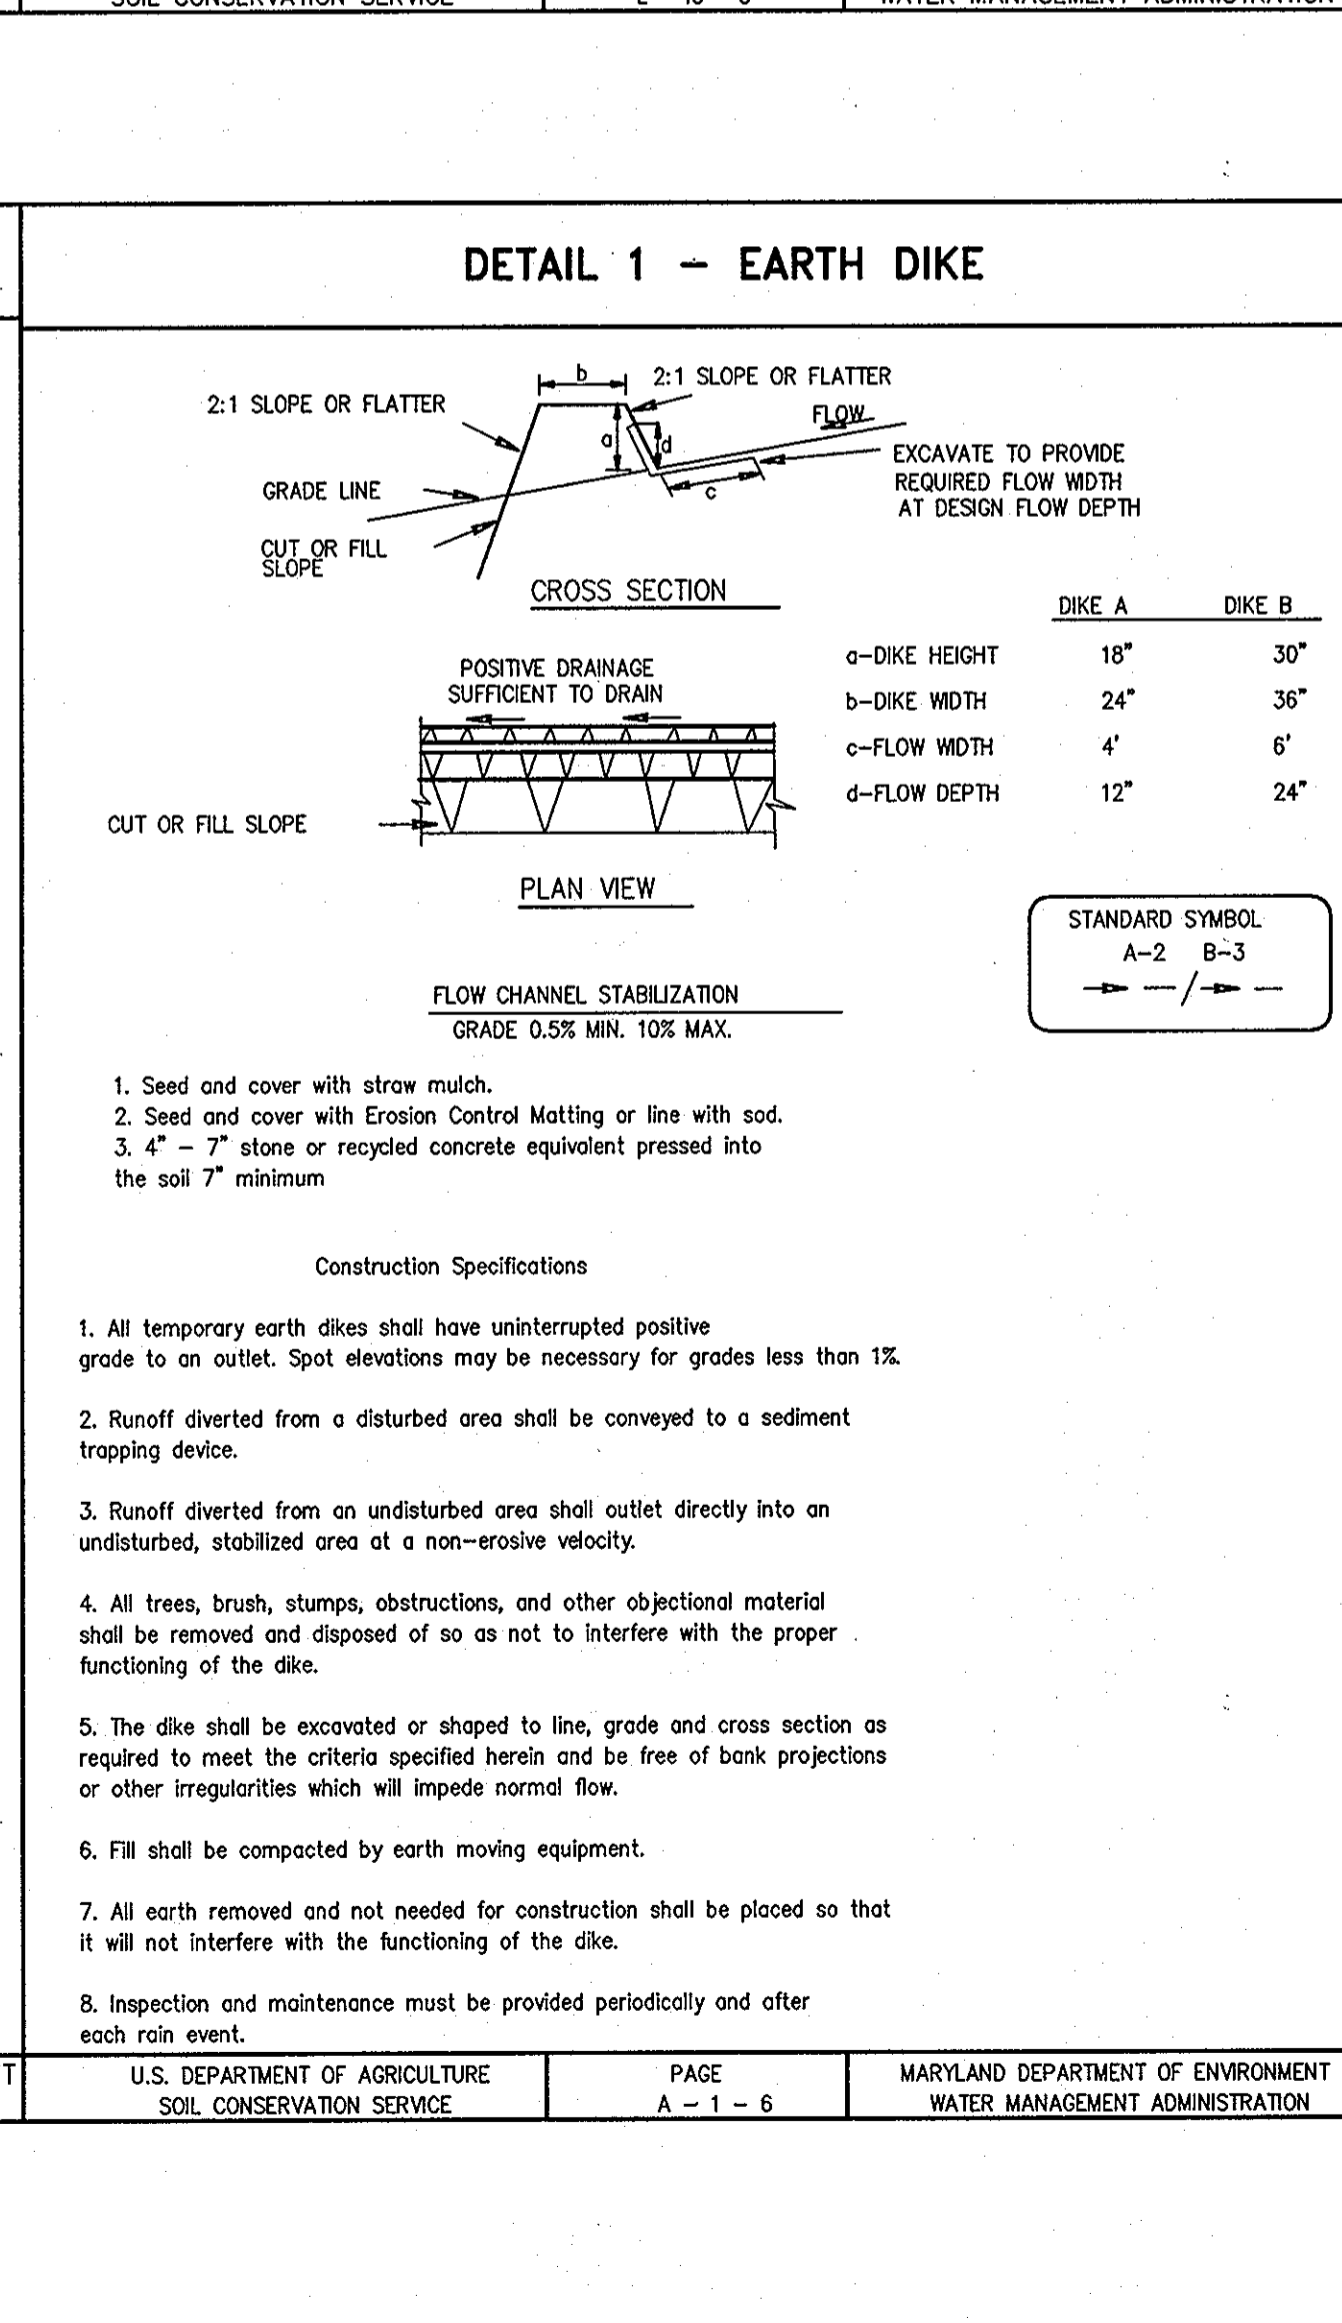 SOIL CONSERVATION SERVICE
WATER MANAGEMENT ADMINISTRATION
DETAIL 1 - EARTH DIKE
b
2:1 SLOPE OR FLATTER
2:1 SLOPE OR FLATTER
FLOW
a
d
EXCAVATE TO PROVIDE
REQUIRED FLOW WIDTH
AT DESIGN FLOW DEPTH
GRADE LINE
c
CUT OR FILL
SLOPE
CROSS SECTION
DIKE A DIKE B
a-DIKE HEIGHT 18" 30"
b-DIKE WIDTH 24" 36"
c-FLOW WIDTH 4' 6'
d-FLOW DEPTH 12" 24"
POSITIVE DRAINAGE
SUFFICIENT TO DRAIN
CUT OR FILL SLOPE
PLAN VIEW
STANDARD SYMBOL
A-2 B-3
FLOW CHANNEL STABILIZATION
GRADE 0.5% MIN. 10% MAX.
1. Seed and cover with straw mulch.
2. Seed and cover with Erosion Control Matting or line with sod.
3. 4" - 7" stone or recycled concrete equivalent pressed into
the soil 7" minimum
Construction Specifications
1. All temporary earth dikes shall have uninterrupted positive
grade to an outlet. Spot elevations may be necessary for grades less than 1%.
2. Runoff diverted from a disturbed area shall be conveyed to a sediment
trapping device.
3. Runoff diverted from an undisturbed area shall outlet directly into an
undisturbed, stabilized area at a non-erosive velocity.
4. All trees, brush, stumps, obstructions, and other objectional material
shall be removed and disposed of so as not to interfere with the proper
functioning of the dike.
5. The dike shall be excavated or shaped to line, grade and cross section as
required to meet the criteria specified herein and be free of bank projections
or other irregularities which will impede normal flow.
6. Fill shall be compacted by earth moving equipment.
7. All earth removed and not needed for construction shall be placed so that
it will not interfere with the functioning of the dike.
8. Inspection and maintenance must be provided periodically and after
each rain event.
T
U.S. DEPARTMENT OF AGRICULTURE
SOIL CONSERVATION SERVICE
PAGE
A - 1 - 6
MARYLAND DEPARTMENT OF ENVIRONMENT
WATER MANAGEMENT ADMINISTRATION